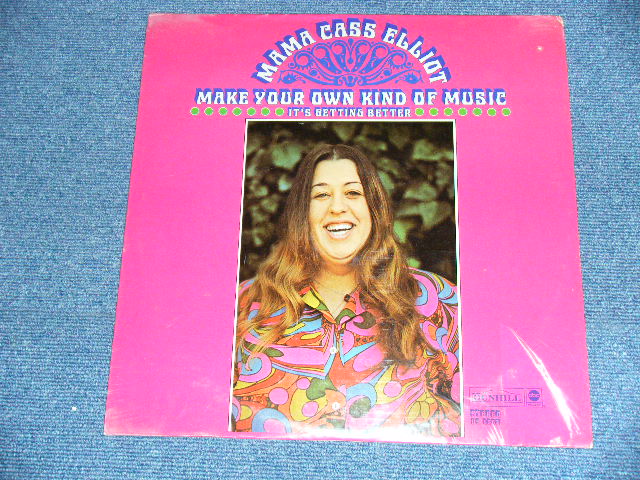 MAMA CASS ELLIOT
MAKE YOUR OWN KIND OF MUSIC
IT'S GETTING BETTER
DUNHILL
STEREO